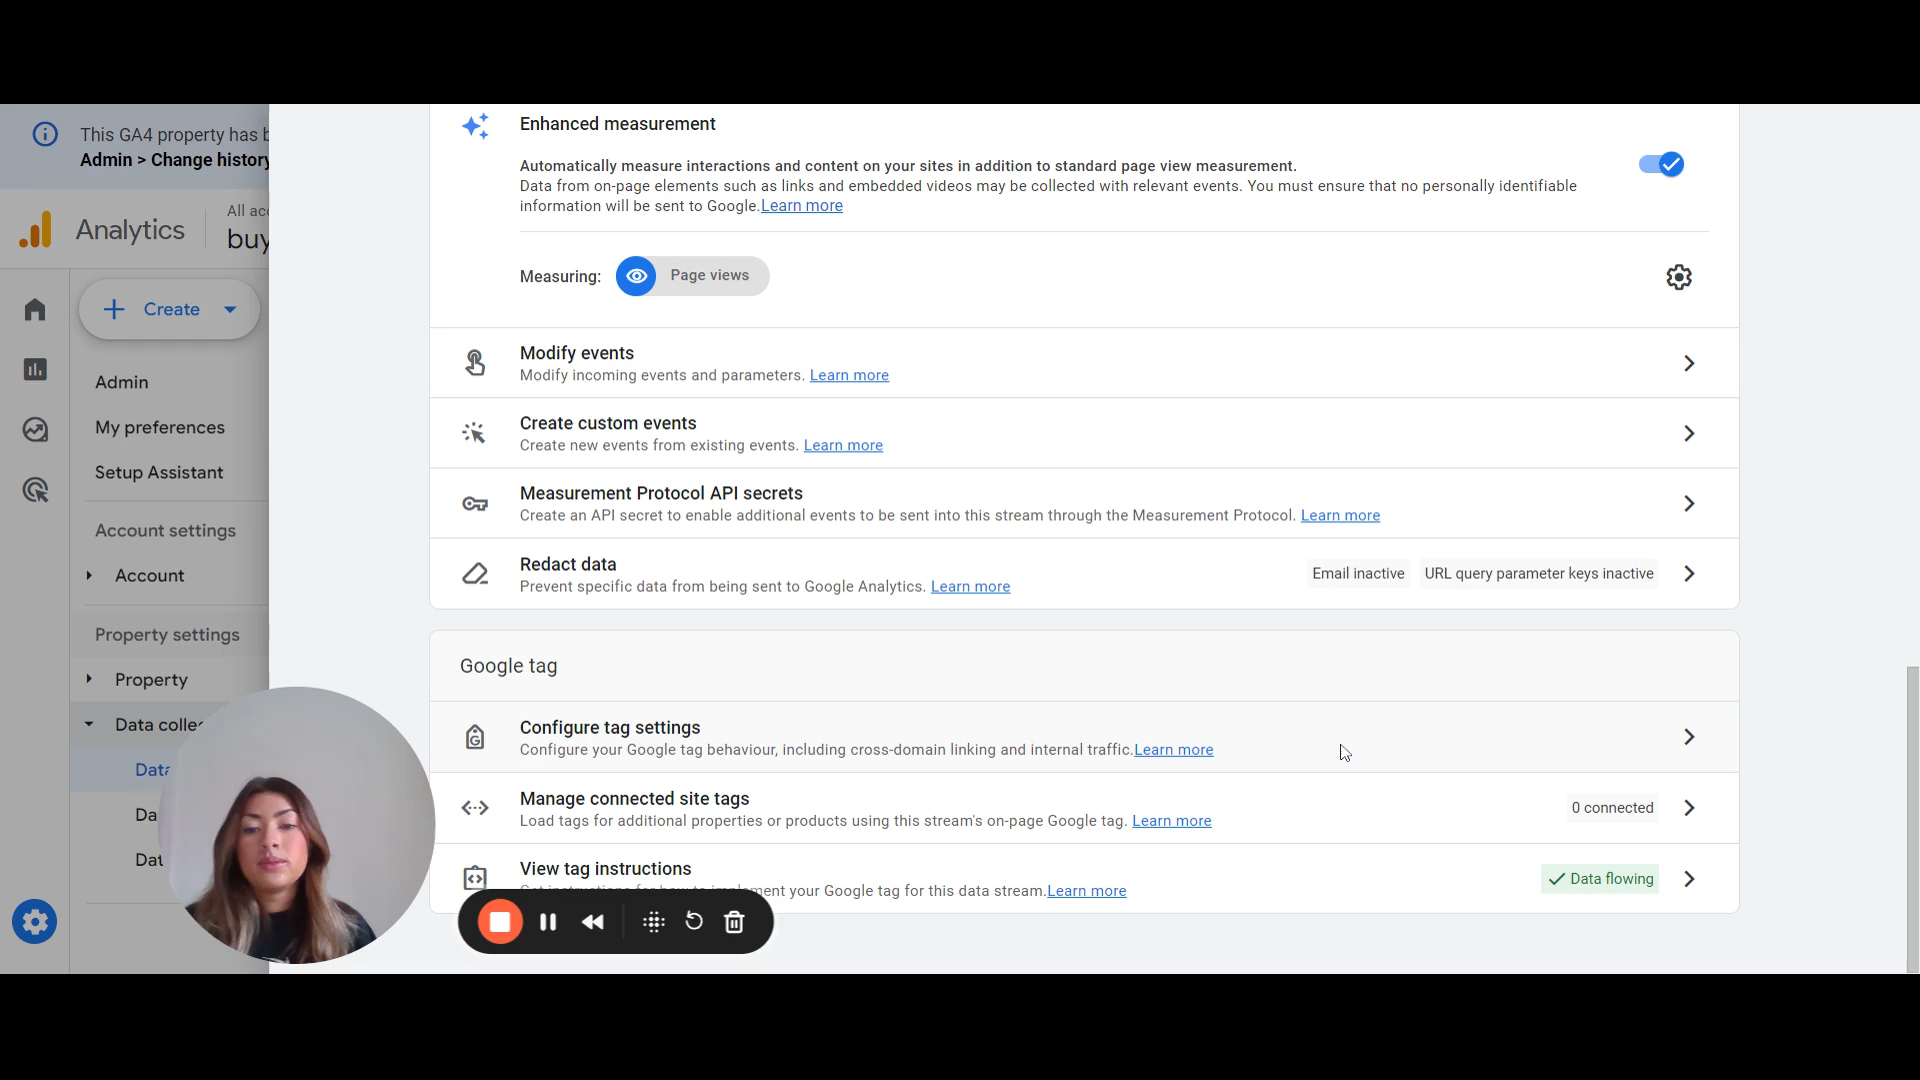 This GA4 property has b
Admin > Change history
Analytics
All acc
buy
Create
Admin
My preferences
Setup Assistant
Account settings
Account
Property settings
Property
Data colle
Data
Da
Dat
Enhanced measurement
Automatically measure interactions and content on your sites in addition to standard page view measurement.
Data from on-page elements such as links and embedded videos may be collected with relevant events. You must ensure that no personally identifiable
information will be sent to Google.Learn more
Measuring: Page views
Modify events
Modify incoming events and parameters. Learn more
Create custom events
Create new events from existing events. Learn more
Measurement Protocol API secrets
Create an API secret to enable additional events to be sent into this stream through the Measurement Protocol. Learn more
Redact data
Prevent specific data from being sent to Google Analytics. Learn more
Email inactive URL query parameter keys inactive
Google tag
Configure tag settings
Configure your Google tag behaviour, including cross-domain linking and internal traffic.Learn more
Manage connected site tags
Load tags for additional properties or products using this stream's on-page Google tag. Learn more
0 connected
View tag instructions
Get instructions for how to implement your Google tag for this data stream.Learn more
Data flowing